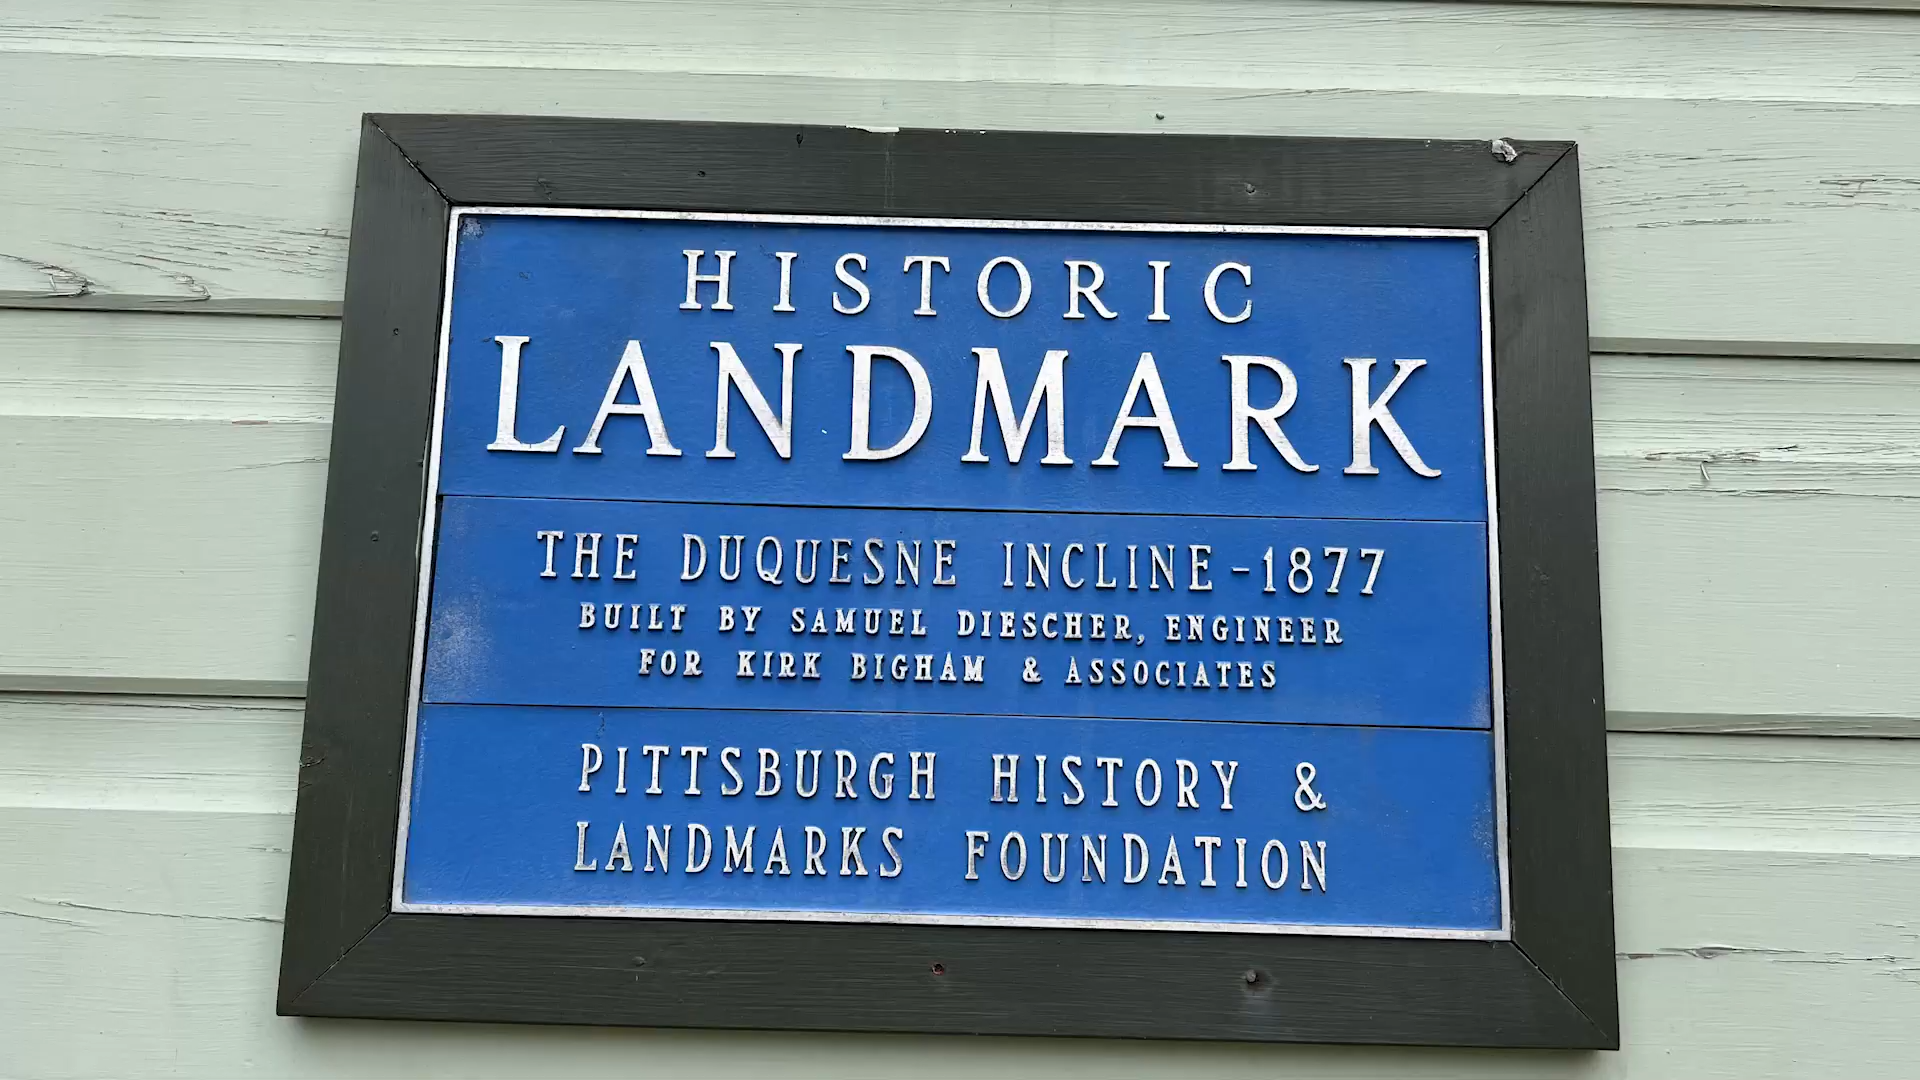 HISTORIC
LANDMARK
THE DUQUESNE INCLINE - 1877
BUILT BY SAMUEL DIESCHER, ENGINEER
FOR KIRK BIGHAM & ASSOCIATES
PITTSBURGH HISTORY &
LANDMARKS FOUNDATION